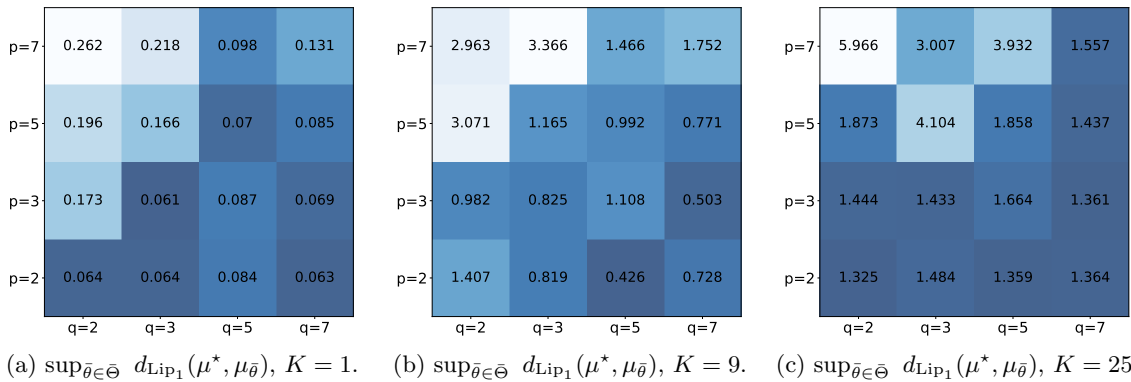 p=7 0.262 0.218 0.098 0.131
p=5 0.196 0.166 0.07 0.085
p=3 0.173 0.061 0.087 0.069
p=2 0.064 0.064 0.084 0.063
q=2 q=3 q=5 q=7
(a) sup_{θ̄∈Θ̄} d_{Lip₁}(μ⋆, μ_{θ̄}), K = 1.
p=7 2.963 3.366 1.466 1.752
p=5 3.071 1.165 0.992 0.771
p=3 0.982 0.825 1.108 0.503
p=2 1.407 0.819 0.426 0.728
q=2 q=3 q=5 q=7
(b) sup_{θ̄∈Θ̄} d_{Lip₁}(μ⋆, μ_{θ̄}), K = 9.
p=7 5.966 3.007 3.932 1.557
p=5 1.873 4.104 1.858 1.437
p=3 1.444 1.433 1.664 1.361
p=2 1.325 1.484 1.359 1.364
q=2 q=3 q=5 q=7
(c) sup_{θ̄∈Θ̄} d_{Lip₁}(μ⋆, μ_{θ̄}), K = 25